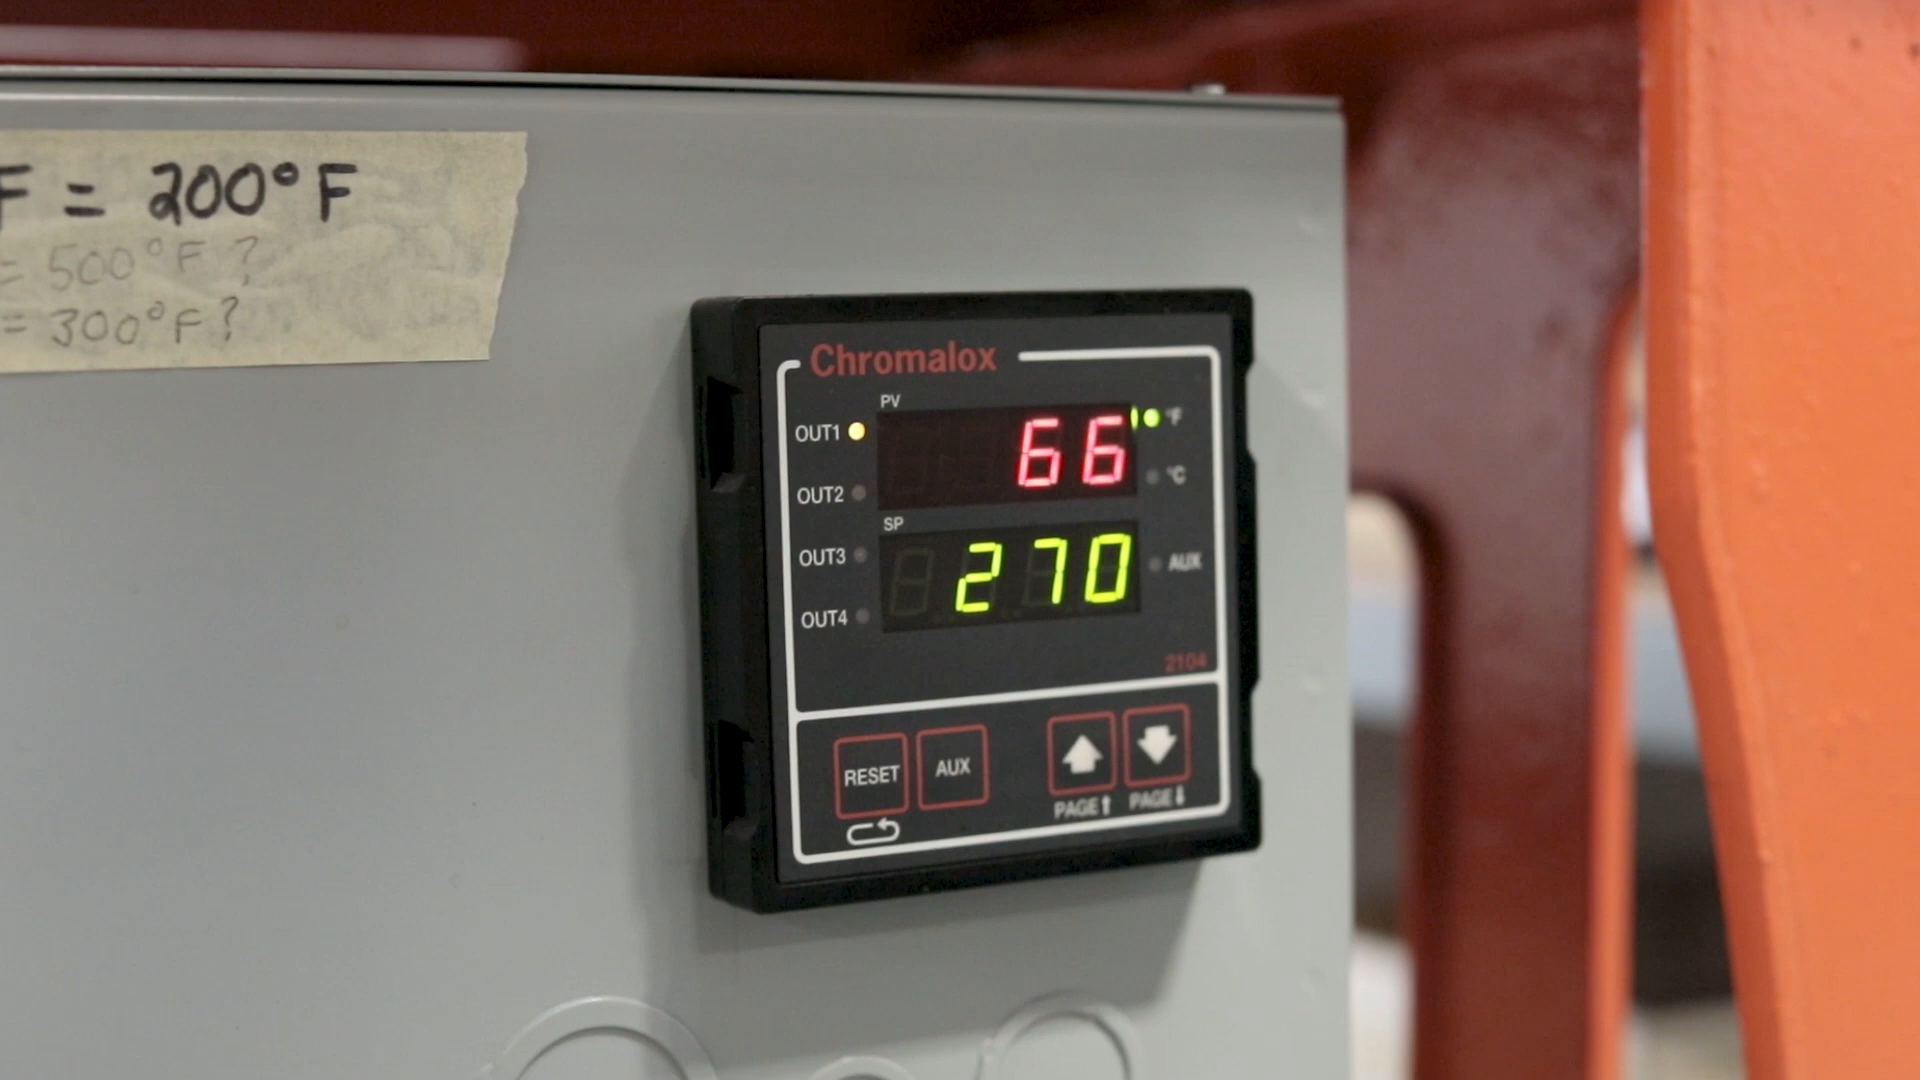 F = 200°F
= 500°F ?
= 300°F ?
Chromalox
PV
OUT1
66
°F
°C
OUT2
SP
OUT3
270
AUX
OUT4
2104
RESET
AUX
PAGE↑
PAGE↓